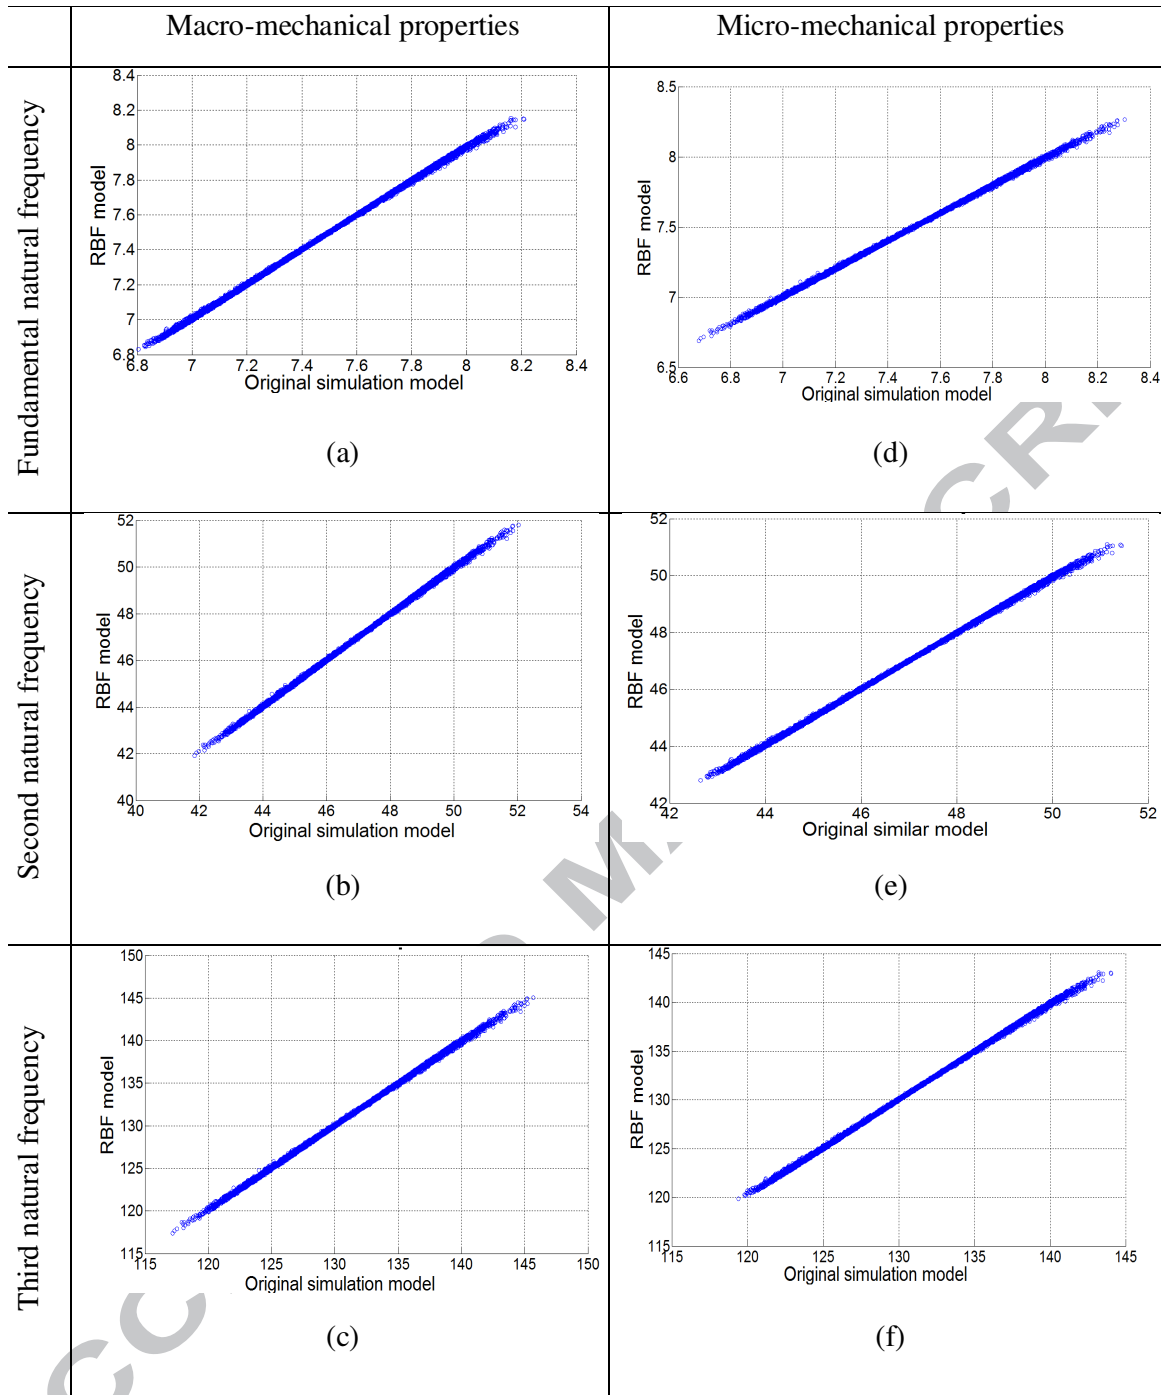 Macro-mechanical properties
Micro-mechanical properties
Fundamental natural frequency
8.4
8.2
8
7.8
7.6
7.4
7.2
7
6.8
RBF model
6.8 7 7.2 7.4 7.6 7.8 8 8.2 8.4
Original simulation model
(a)
8.5
8
7.5
7
6.5
RBF model
6.6 6.8 7 7.2 7.4 7.6 7.8 8 8.2 8.4
Original simulation model
(d)
Second natural frequency
52
50
48
46
44
42
40
RBF model
40 42 44 46 48 50 52 54
Original simulation model
(b)
52
50
48
46
44
42
RBF model
42 44 46 48 50 52
Original similar model
(e)
Third natural frequency
150
145
140
135
130
125
120
115
RBF model
115 120 125 130 135 140 145 150
Original simulation model
(c)
145
140
135
130
125
120
115
RBF model
115 120 125 130 135 140 145
Original simulation model
(f)